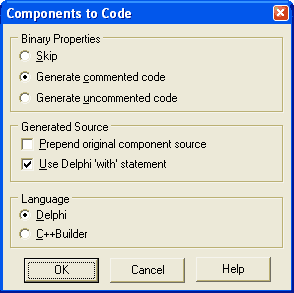 Components to Code
Binary Properties
Skip
Generate commented code
Generate uncommented code
Generated Source
Prepend original component source
Use Delphi 'with' statement
Language
Delphi
C++Builder
OK Cancel Help